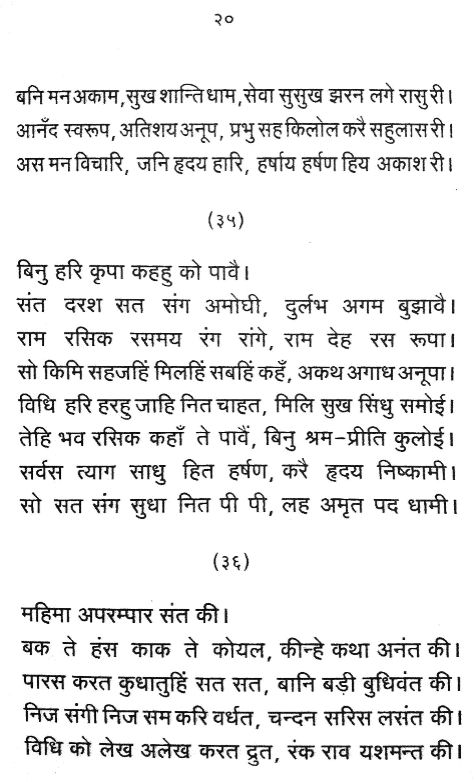 २०
बनि मन अकाम, सुख शान्ति धाम, सेवा सुसुख झरन लगे रासु री।
आनँद स्वरूप, अतिशय अनूप, प्रभु सह किलोल करै सहुलास री।
अस मन विचारि, जनि हृदय हारि, हर्षाय हर्षण हिय अकाश री।
(३५)
बिनु हरि कृपा कहहु को पावै।
संत दरश सत संग अमोघी, दुर्लभ अगम बुझावै।
राम रसिक रसमय रंग रांगे, राम देह रस रूपा।
सो किमि सहजहिं मिलहिं सबहिं कहँ, अकथ अगाध अनूपा।
विधि हरि हरहु जाहि नित चाहत, मिलि सुख सिंधु समोई।
तेहि भव रसिक कहाँ ते पावैं, बिनु श्रम-प्रीति कुलोई।
सर्वस त्याग साधु हित हर्षण, करै हृदय निष्कामी।
सो सत संग सुधा नित पी पी, लह अमृत पद धामी।
(३६)
महिमा अपरम्पार संत की।
बक ते हंस काक ते कोयल, कीन्हे कथा अनंत की।
पारस करत कुधातुहिं सत सत, बानि बड़ी बुधिवंत की।
निज संगी निज सम करि वर्धत, चन्दन सरिस लसंत की।
विधि को लेख अलेख करत द्रुत, रंक राव यशमन्त की।